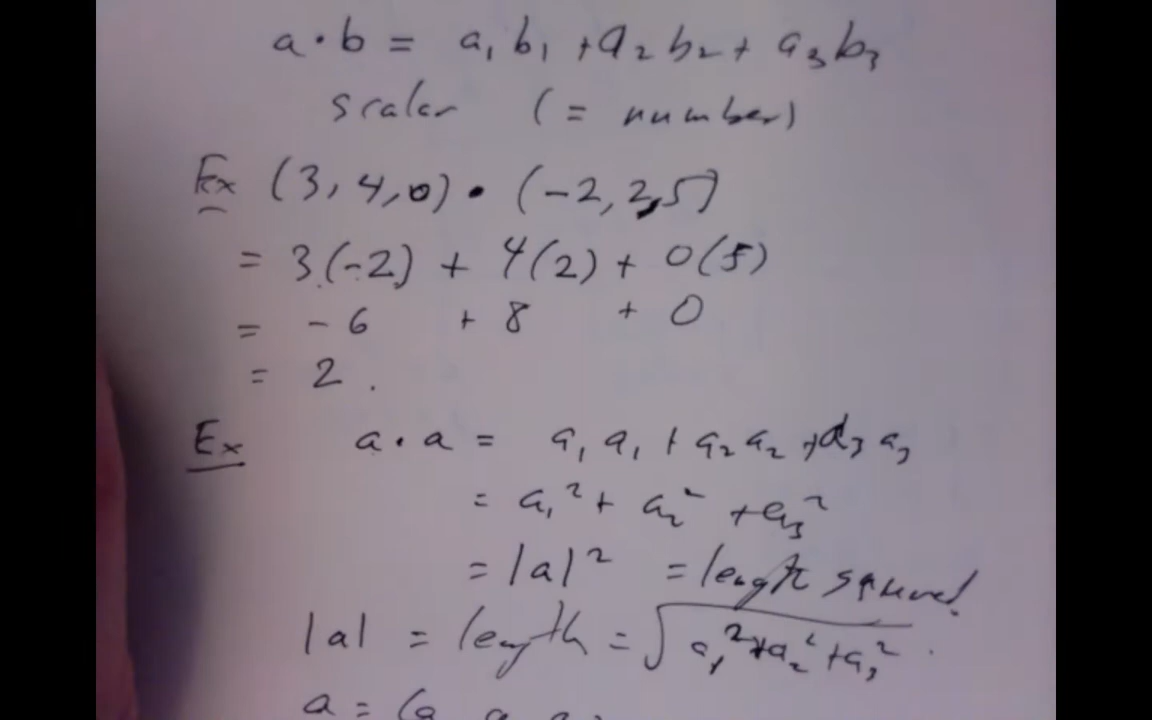 a · b = a₁b₁ + a₂b₂ + a₃b₃
scalar (= number)
Ex (3, 4, 0) • (-2, 2, 5)
= 3(-2) + 4(2) + 0(5)
= -6 + 8 + 0
= 2.
Ex a · a = a₁a₁ + a₂a₂ + a₃a₃
= a₁² + a₂² + a₃²
= |a|² = length squared!
|a| = length = √(a₁² + a₂² + a₃²).
a = (a